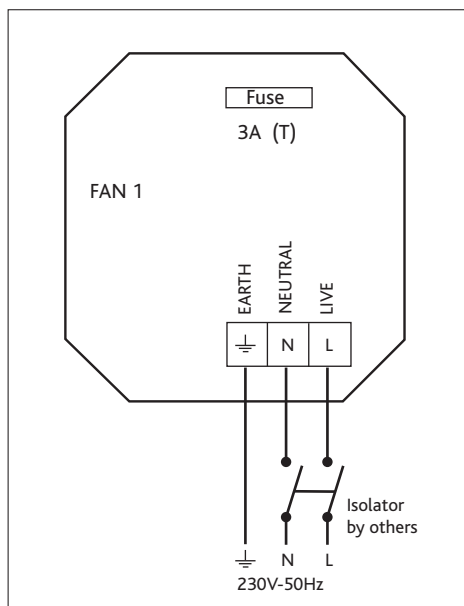 Fuse
3A (T)
FAN 1
EARTH
NEUTRAL
LIVE
N
L
Isolator
by others
N
L
230V-50Hz